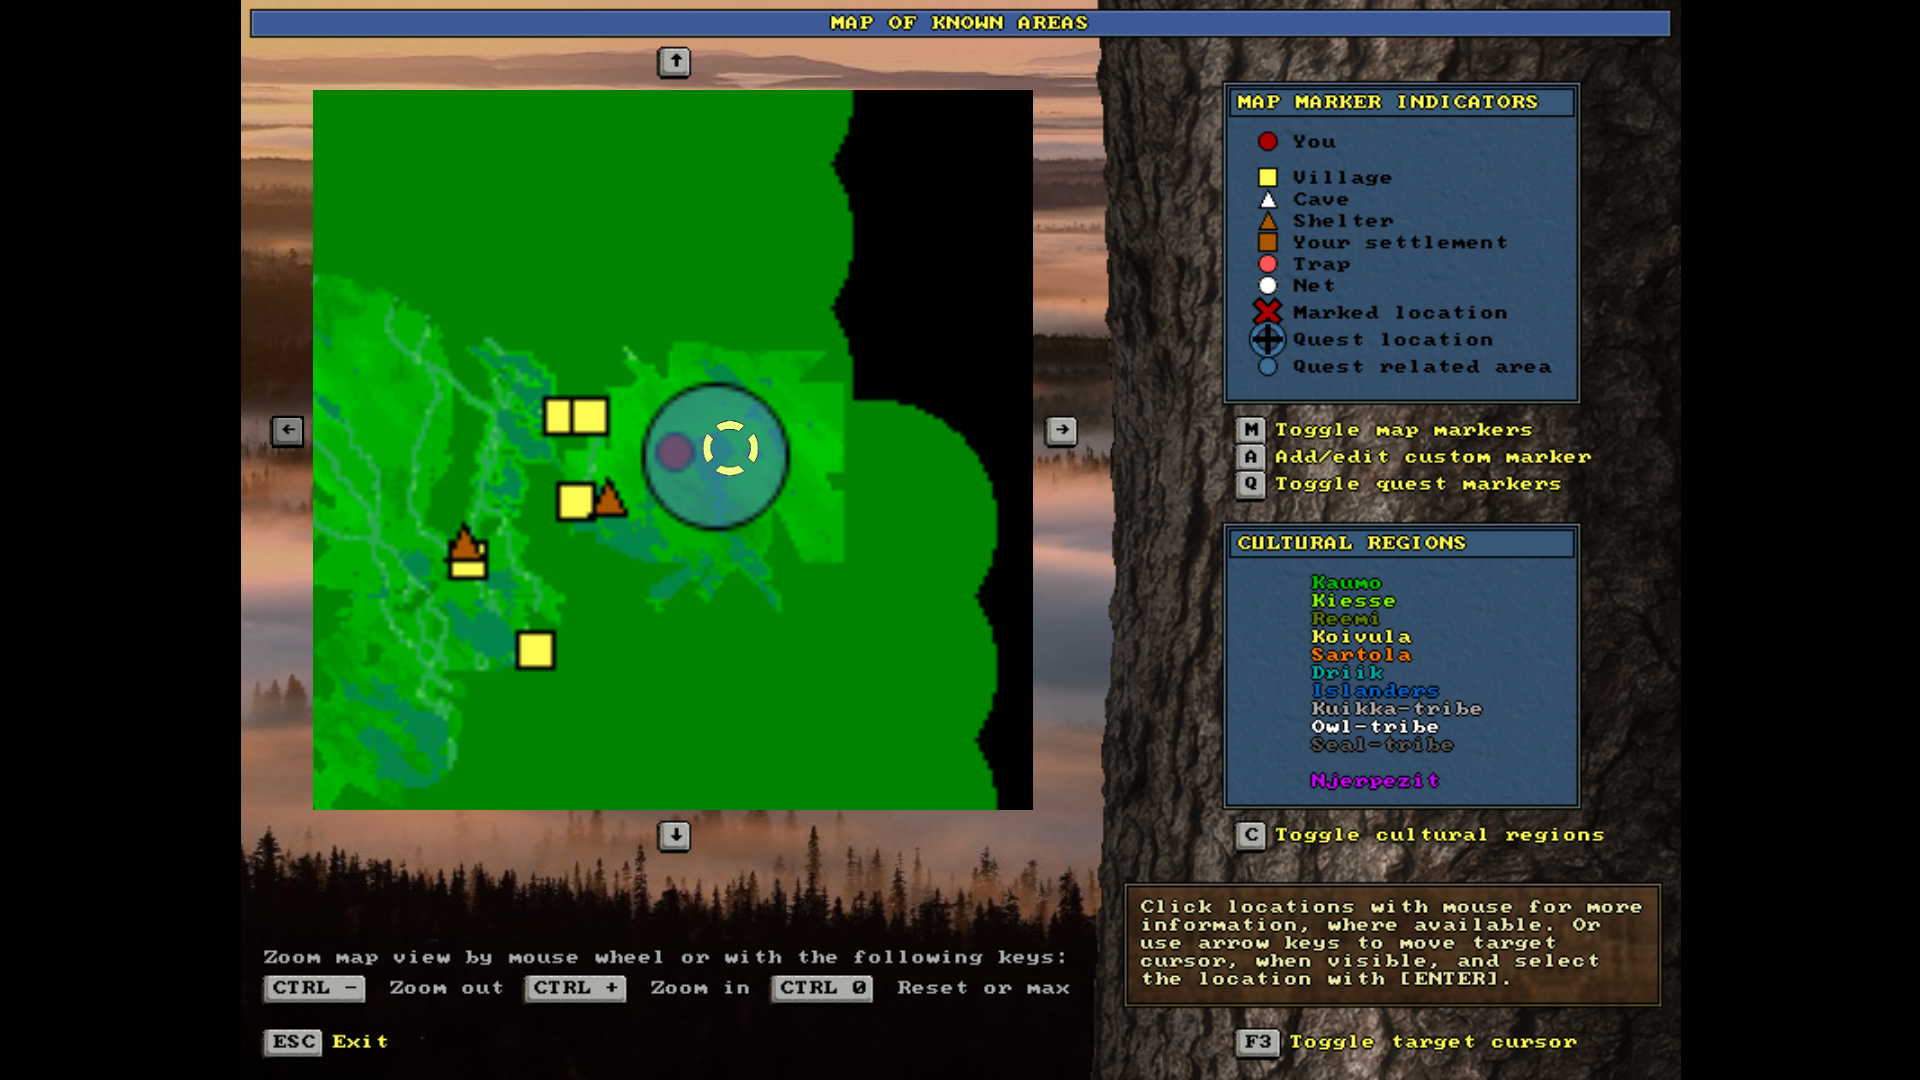 MAP OF KNOWN AREAS
MAP MARKER INDICATORS
You
Village
Cave
Shelter
Your settlement
Trap
Net
Marked location
Quest location
Quest related area
M Toggle map markers
A Add/edit custom marker
Q Toggle quest markers
CULTURAL REGIONS
Kaumo
Kiesse
Reemi
Koivula
Sartola
Driik
Islanders
Kuikka-tribe
Owl-tribe
Seal-tribe
Njerpezit
C Toggle cultural regions
Click locations with mouse for more
information, where available. Or
use arrow keys to move target
cursor, when visible, and select
the location with [ENTER].
F3 Toggle target cursor
Zoom map view by mouse wheel or with the following keys:
CTRL - Zoom out CTRL + Zoom in CTRL 0 Reset or max
ESC Exit